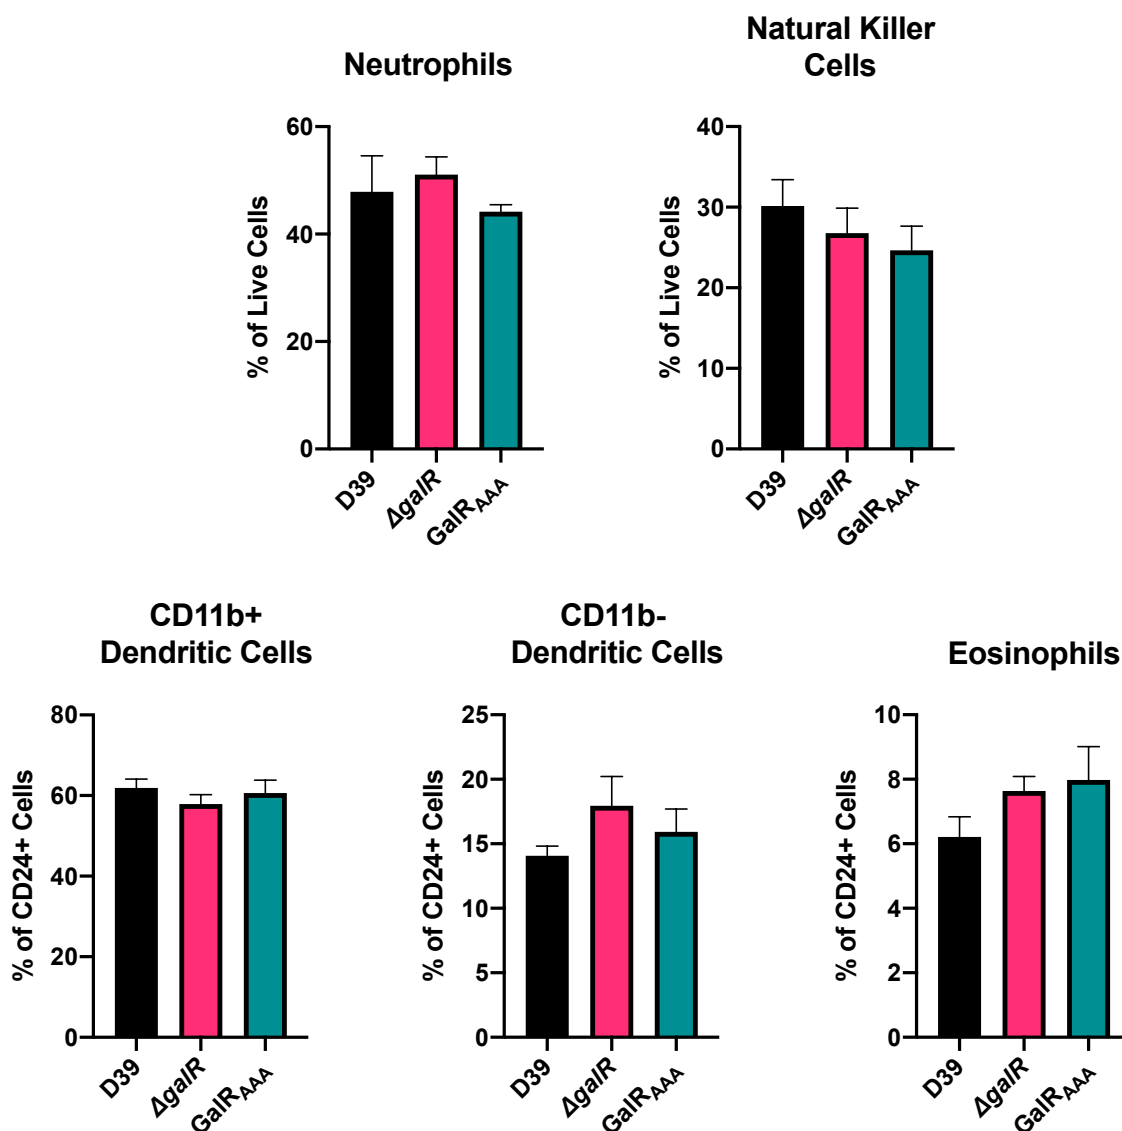 Neutrophils
Natural Killer
Cells
% of Live Cells
60
40
20
0
D39
ΔgalR
GalRAAA
% of Live Cells
40
30
20
10
0
D39
ΔgalR
GalRAAA
CD11b+
Dendritic Cells
CD11b-
Dendritic Cells
Eosinophils
% of CD24+ Cells
80
60
40
20
0
D39
ΔgalR
GalRAAA
% of CD24+ Cells
25
20
15
10
5
0
D39
ΔgalR
GalRAAA
% of CD24+ Cells
10
8
6
4
2
0
D39
ΔgalR
GalRAAA